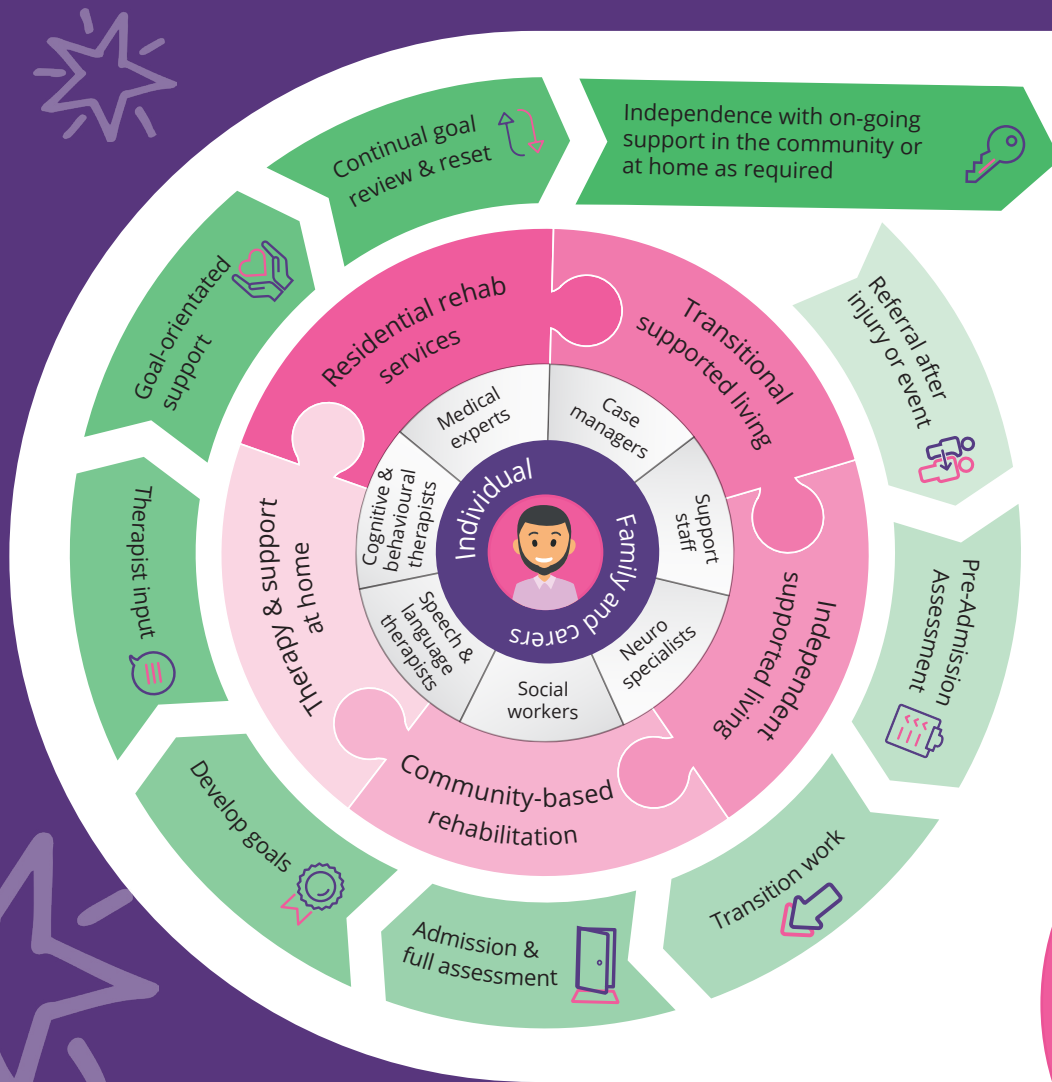 Continual goal
review & reset
Independence with on-going
support in the community or
at home as required
Referral after
injury or event
Pre-Admission
Assessment
Transition work
Admission &
full assessment
Develop goals
Therapist input
Goal-orientated
support
Residential rehab
services
Transitional
supported living
Independent
supported living
Community-based
rehabilitation
Therapy & support
at home
Medical
experts
Case
managers
Support
staff
Neuro
specialists
Social
workers
Speech &
language
therapists
Cognitive &
behavioural
therapists
Individual
Family and carers